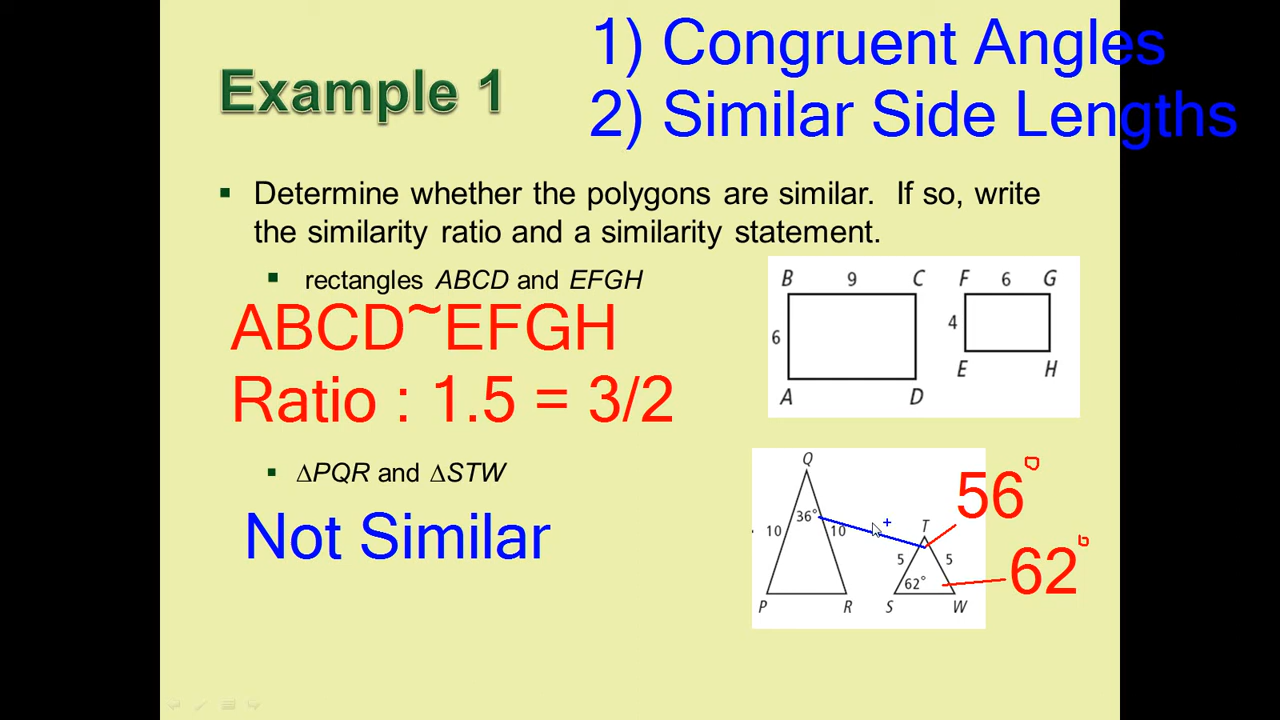 1) Congruent Angles
2) Similar Side Lengths
Example 1
▪ Determine whether the polygons are similar. If so, write
the similarity ratio and a similarity statement.
▪ rectangles ABCD and EFGH
ABCD~EFGH
Ratio : 1.5 = 3/2
B 9 C F 6 G
6 4
E H
A D
▪ ∆PQR and ∆STW
Not Similar
Q
36° 56°
10 10 T
5 5
62° 62°
P R S W